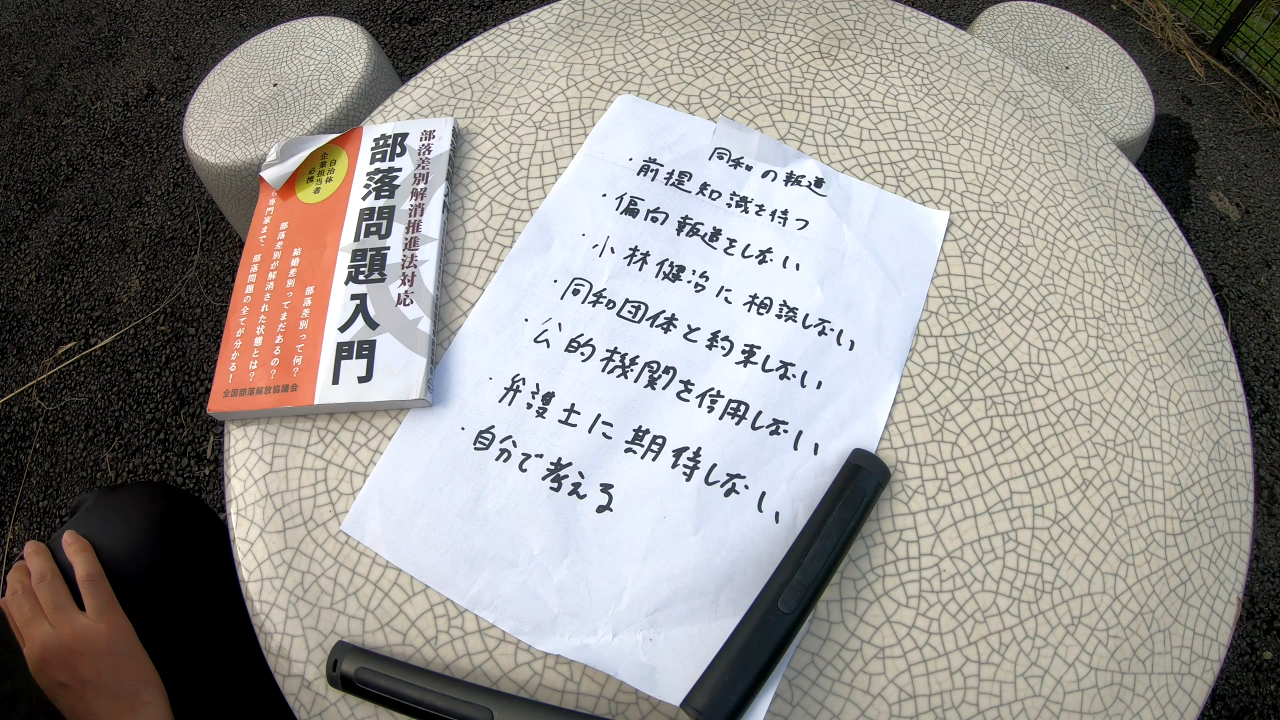 部落差別解消推進法対応
部落問題入門
自治体
企業担当者
必携
部落差別って何？
結婚差別ってまだあるの？
部落差別が解消された状態とは？
ら専門家まで、部落問題の全てが分かる！
全国部落解放協議会
同和の報道
・前提知識を待つ
・偏向報道をしない
・小林健治に相談しない
・同和団体と約束しない
・公的機関を信用しない
・弁護士に期待しない
・自分で考える